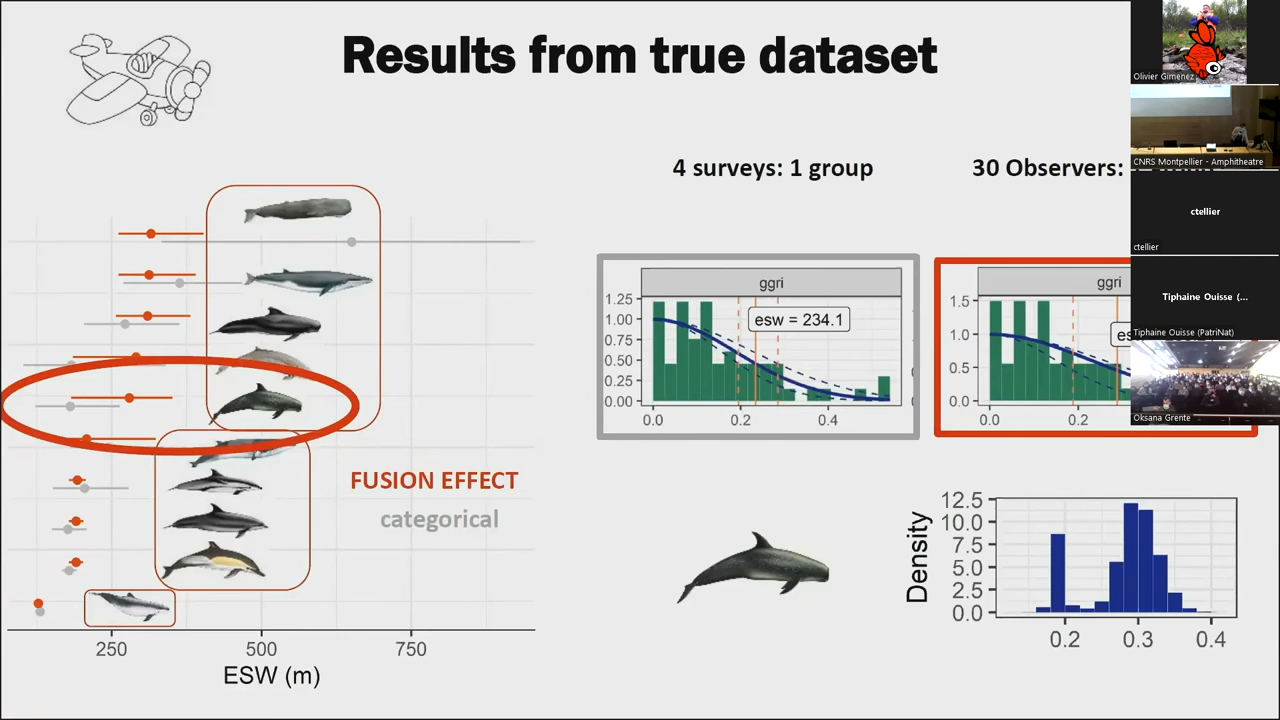 Results from true dataset
4 surveys: 1 group
30 Observers:
FUSION EFFECT
categorical
250
500
750
ESW (m)
ggri
1.25
1.00
0.75
0.50
0.25
0.00
esw = 234.1
0.0
0.2
0.4
ggri
1.5
1.0
0.5
0.0
0.0
0.2
Density
12.5
10.0
7.5
5.0
2.5
0.0
0.2
0.3
0.4
Olivier Gimenez
CNRS Montpellier - Amphitheatre
ctellier
ctellier
Tiphaine Ouisse (...
Tiphaine Ouisse (PatriNat)
Oksana Grente